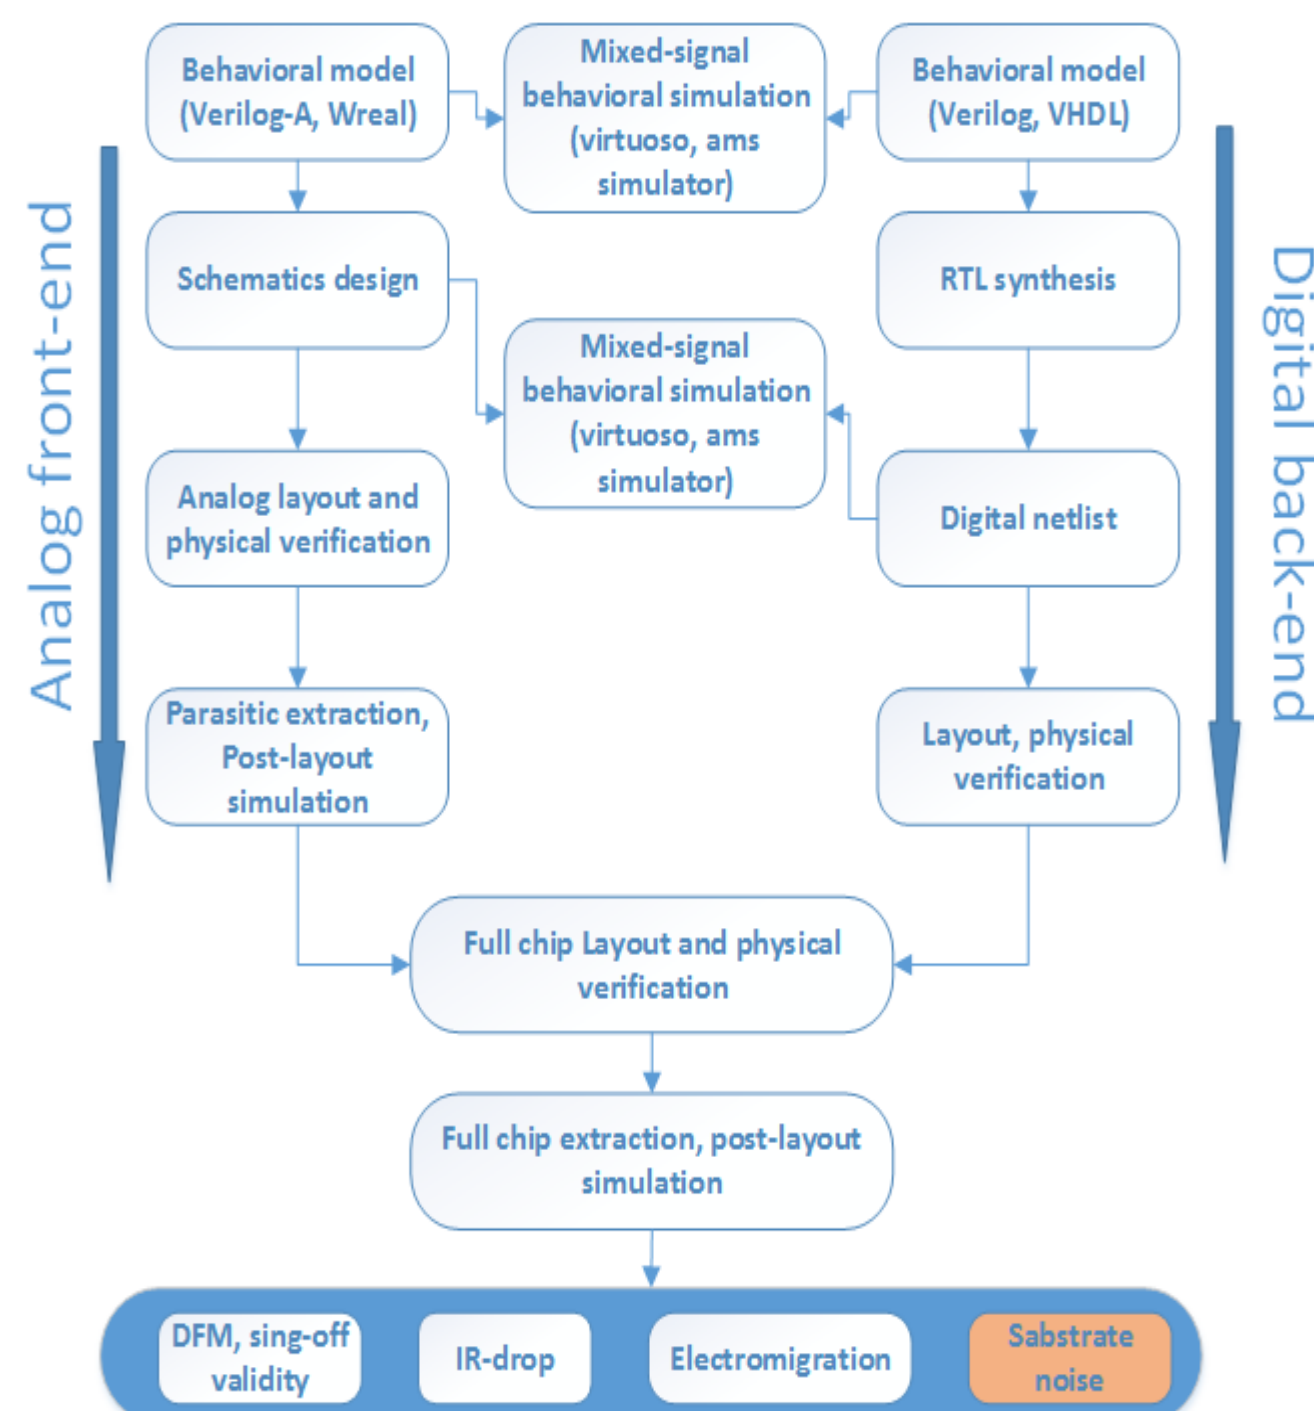 Behavioral model
(Verilog-A, Wreal)
Mixed-signal
behavioral simulation
(virtuoso, ams
simulator)
Behavioral model
(Verilog, VHDL)
Analog front-end
Digital back-end
Schematics design
RTL synthesis
Mixed-signal
behavioral simulation
(virtuoso, ams
simulator)
Analog layout and
physical verification
Digital netlist
Parasitic extraction,
Post-layout
simulation
Layout, physical
verification
Full chip Layout and physical
verification
Full chip extraction, post-layout
simulation
DFM, sing-off
validity
IR-drop
Electromigration
Sabstrate
noise